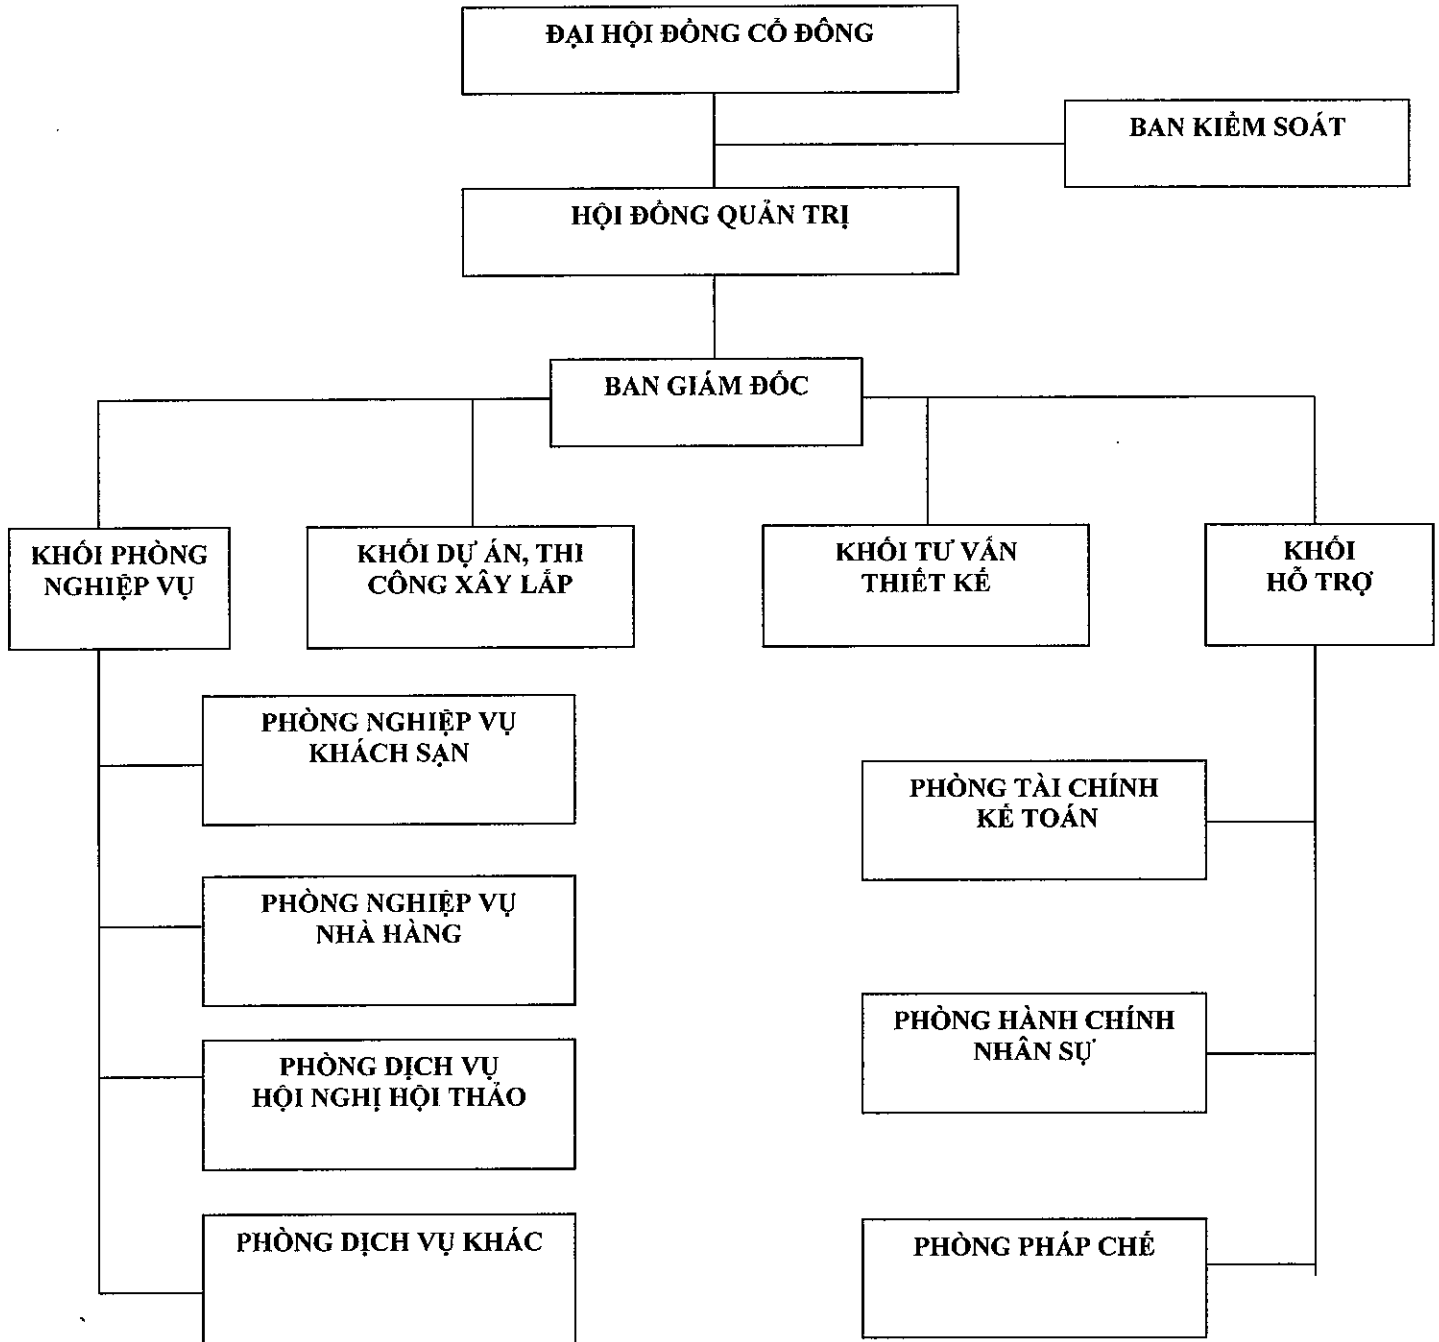 ĐẠI HỘI ĐỒNG CỔ ĐÔNG
BAN KIỂM SOÁT
HỘI ĐỒNG QUẢN TRỊ
BAN GIÁM ĐỐC
KHỐI PHÒNG
NGHIỆP VỤ
KHỐI DỰ ÁN, THI
CÔNG XÂY LẮP
KHỐI TƯ VẤN
THIẾT KẾ
KHỐI
HỖ TRỢ
PHÒNG NGHIỆP VỤ
KHÁCH SẠN
PHÒNG NGHIỆP VỤ
NHÀ HÀNG
PHÒNG DỊCH VỤ
HỘI NGHỊ HỘI THẢO
PHÒNG DỊCH VỤ KHÁC
PHÒNG TÀI CHÍNH
KẾ TOÁN
PHÒNG HÀNH CHÍNH
NHÂN SỰ
PHÒNG PHÁP CHẾ